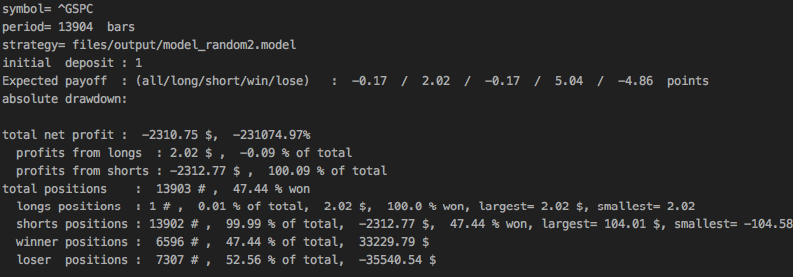 symbol= ^GSPC
period= 13904 bars
strategy= files/output/model_random2.model
initial deposit : 1
Expected payoff : (all/long/short/win/lose) : -0.17 / 2.02 / -0.17 / 5.04 / -4.86 points
absolute drawdown:
total net profit : -2310.75 $, -231074.97%
profits from longs : 2.02 $ , -0.09 % of total
profits from shorts : -2312.77 $ , 100.09 % of total
total positions : 13903 # , 47.44 % won
longs positions : 1 # , 0.01 % of total, 2.02 $, 100.0 % won, largest= 2.02 $, smallest= 2.02
shorts positions : 13902 # , 99.99 % of total, -2312.77 $, 47.44 % won, largest= 104.01 $, smallest= -104.58
winner positions : 6596 # , 47.44 % of total, 33229.79 $
loser positions : 7307 # , 52.56 % of total, -35540.54 $